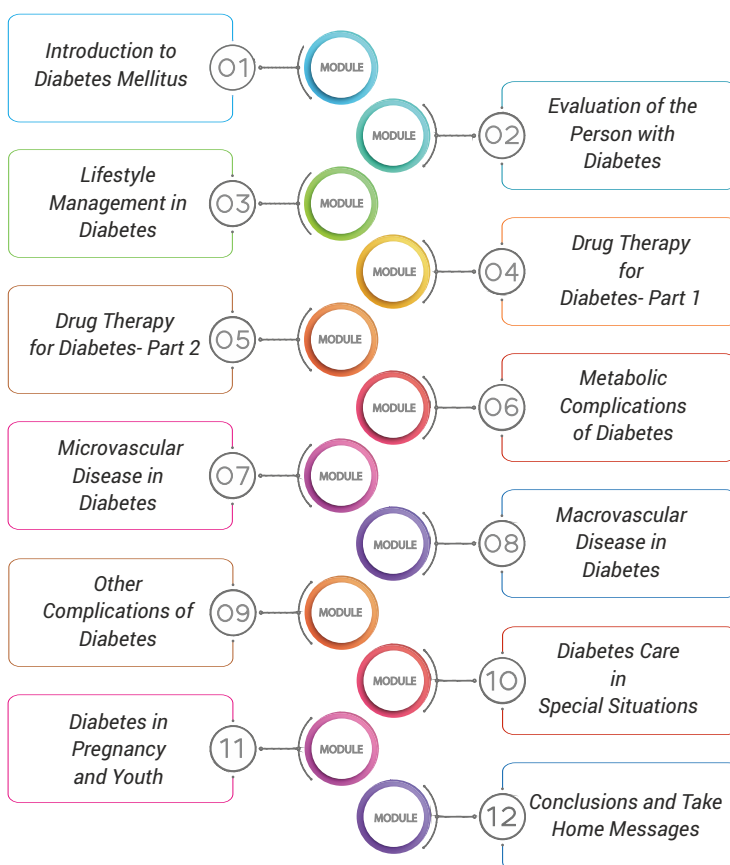 Introduction to
Diabetes Mellitus
01
MODULE
MODULE
02
Evaluation of the
Person with
Diabetes
Lifestyle
Management in
Diabetes
03
MODULE
MODULE
04
Drug Therapy
for
Diabetes- Part 1
Drug Therapy
for Diabetes- Part 2
05
MODULE
MODULE
06
Metabolic
Complications
of Diabetes
Microvascular
Disease in
Diabetes
07
MODULE
MODULE
08
Macrovascular
Disease in
Diabetes
Other
Complications of
Diabetes
09
MODULE
MODULE
10
Diabetes Care
in
Special Situations
Diabetes in
Pregnancy
and Youth
11
MODULE
MODULE
12
Conclusions and Take
Home Messages